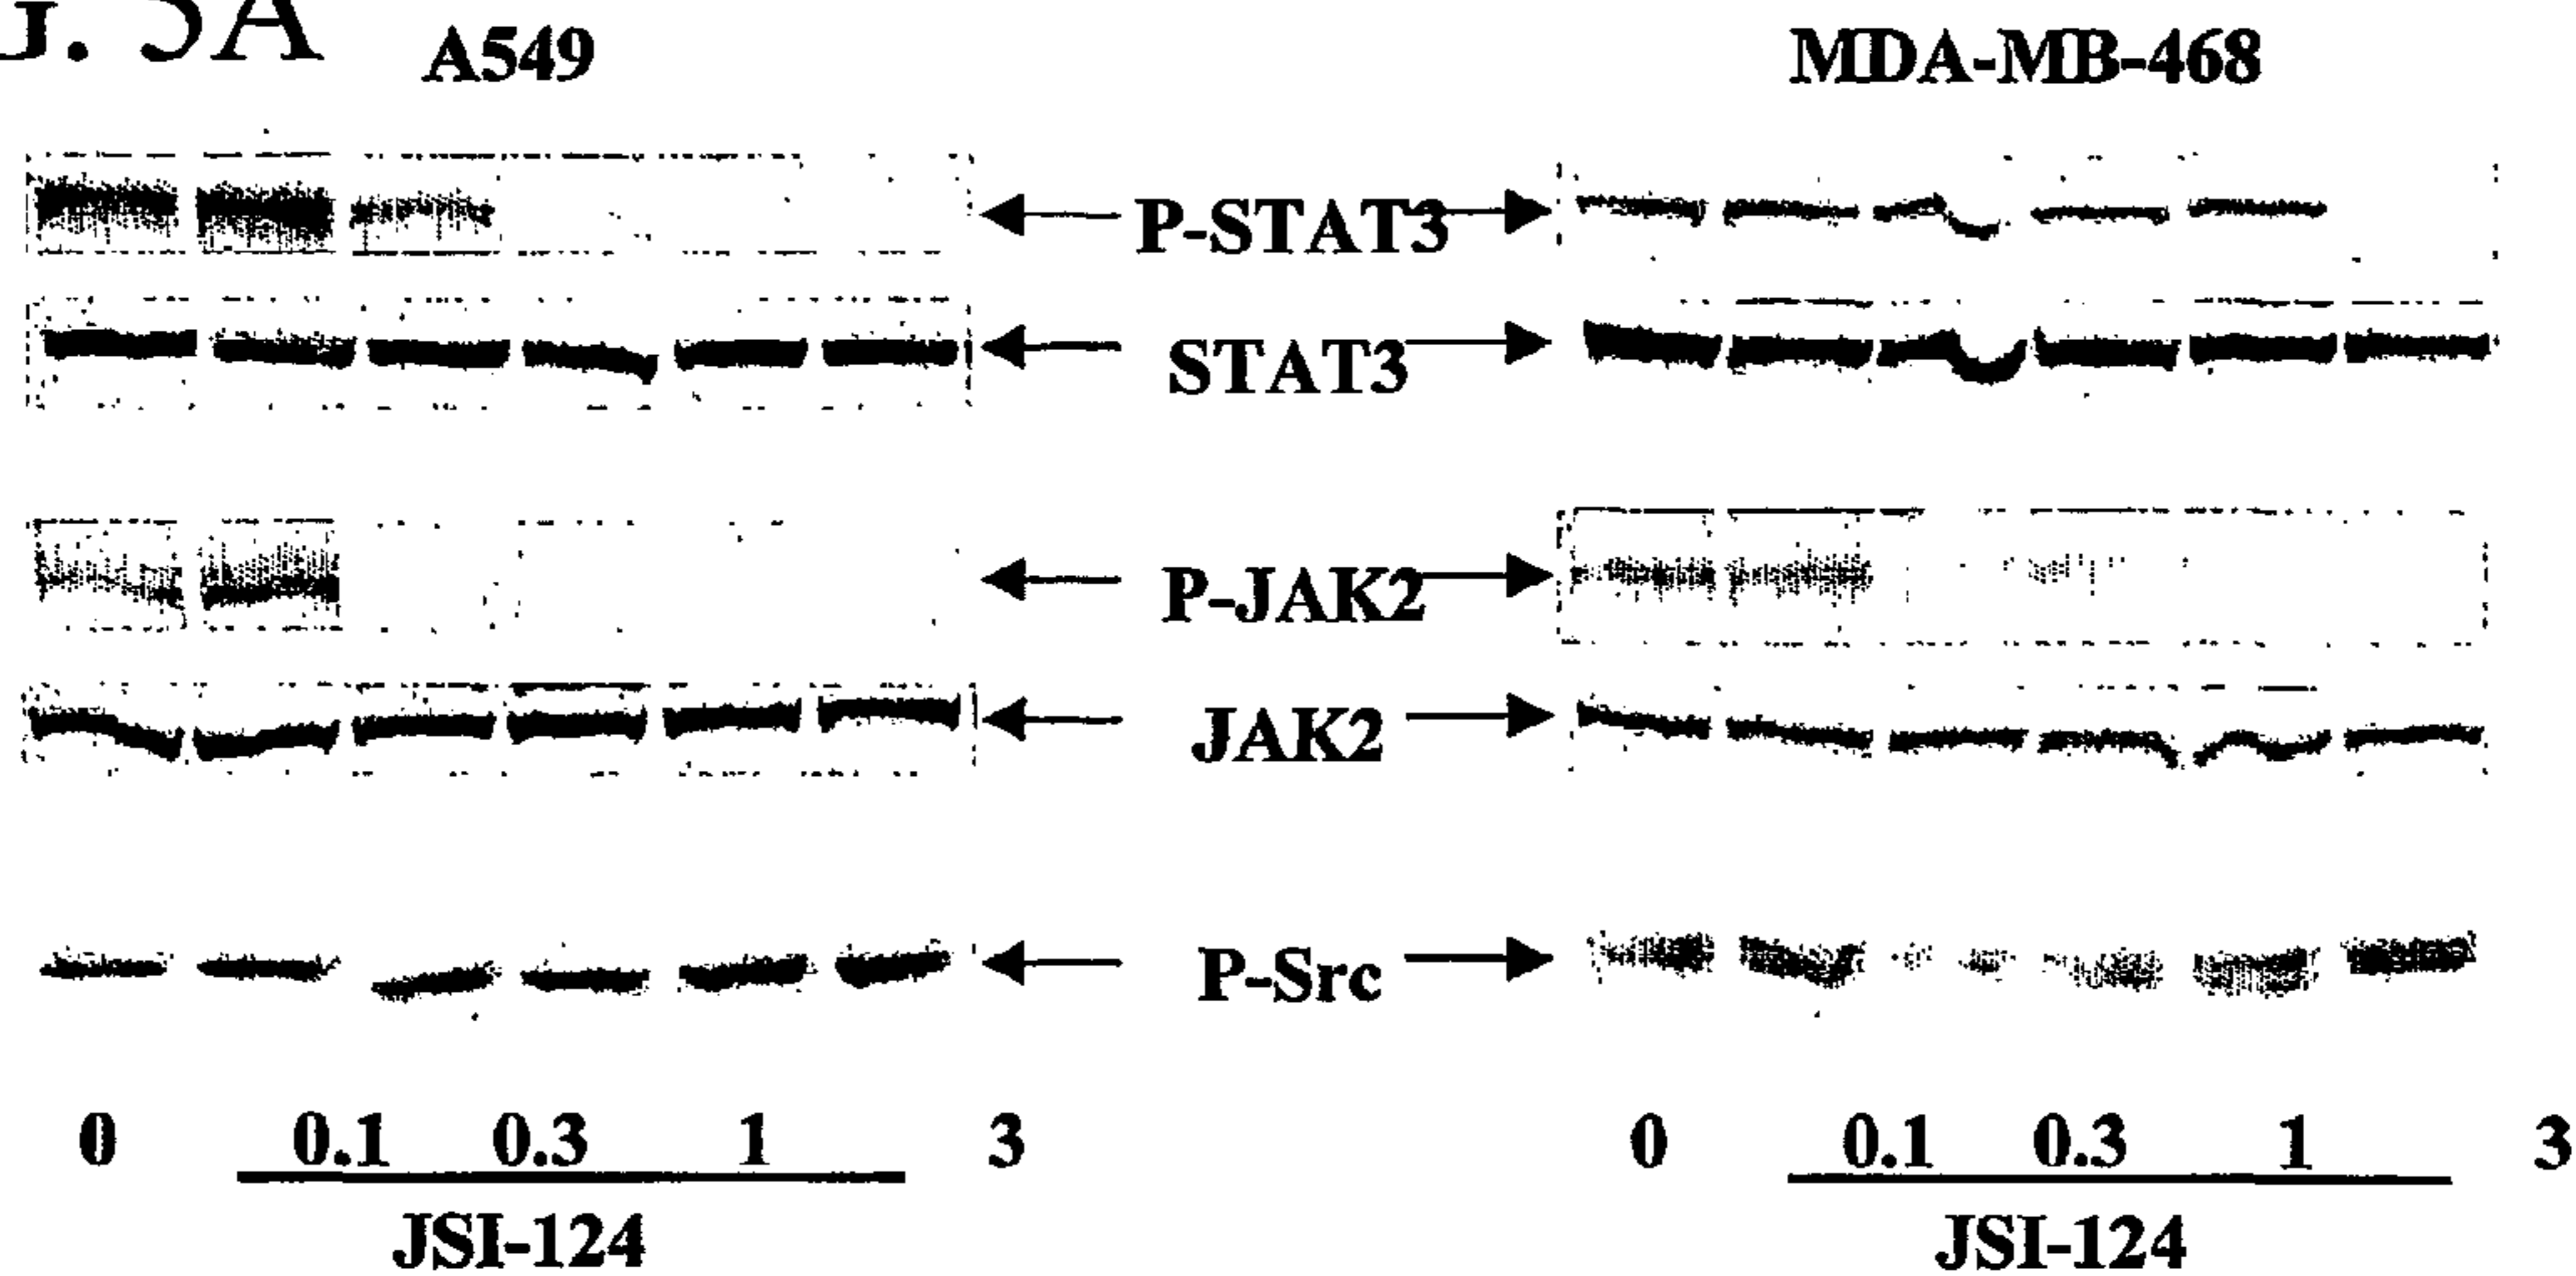 . 5A
A549 MDA-MB-468
P-STAT3
STAT3
P-JAK2
JAK2
P-Src
0 0.1 0.3 1 3 0 0.1 0.3 1 3
JSI-124 JSI-124